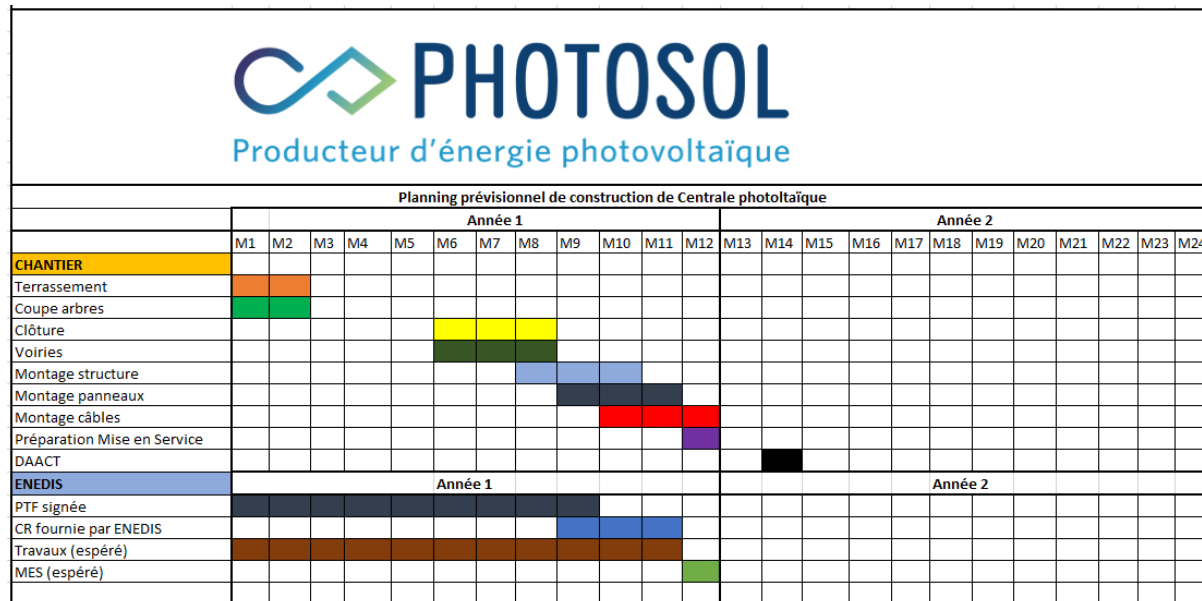 PHOTOSOL
Producteur d'énergie photovoltaïque
Planning prévisionnel de construction de Centrale photoltaïque
Année 1 Année 2
M1 M2 M3 M4 M5 M6 M7 M8 M9 M10 M11 M12 M13 M14 M15 M16 M17 M18 M19 M20 M21 M22 M23 M24
CHANTIER
Terrassement
Coupe arbres
Clôture
Voiries
Montage structure
Montage panneaux
Montage câbles
Préparation Mise en Service
DAACT
ENEDIS Année 1 Année 2
PTF signée
CR fournie par ENEDIS
Travaux (espéré)
MES (espéré)